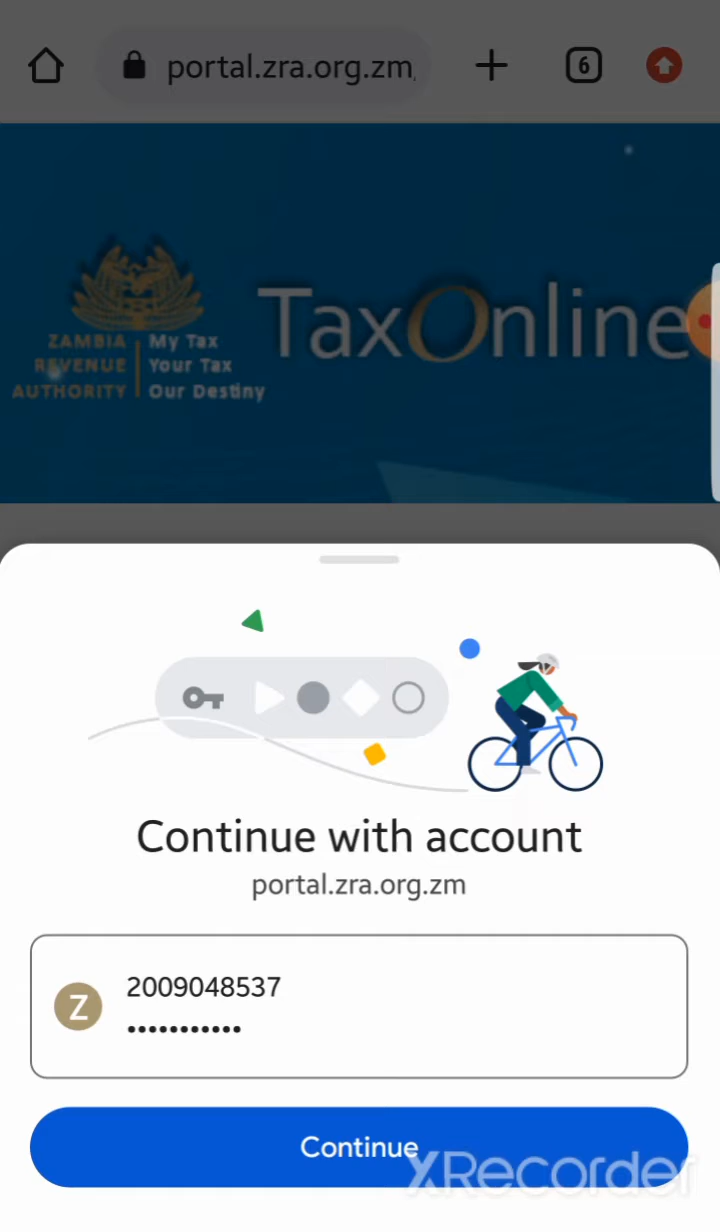 portal.zra.org.zm
6
TaxOnline
ZAMBIA
REVENUE
AUTHORITY
My Tax
Your Tax
Our Destiny
Continue with account
portal.zra.org.zm
Z
2009048537
•••••••••••
Continue
XRecorder